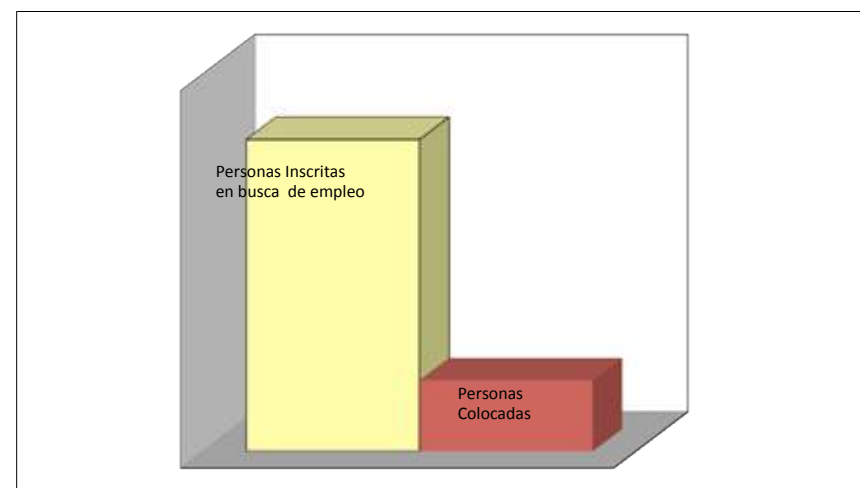 Personas Inscritas
en busca de empleo
Personas
Colocadas